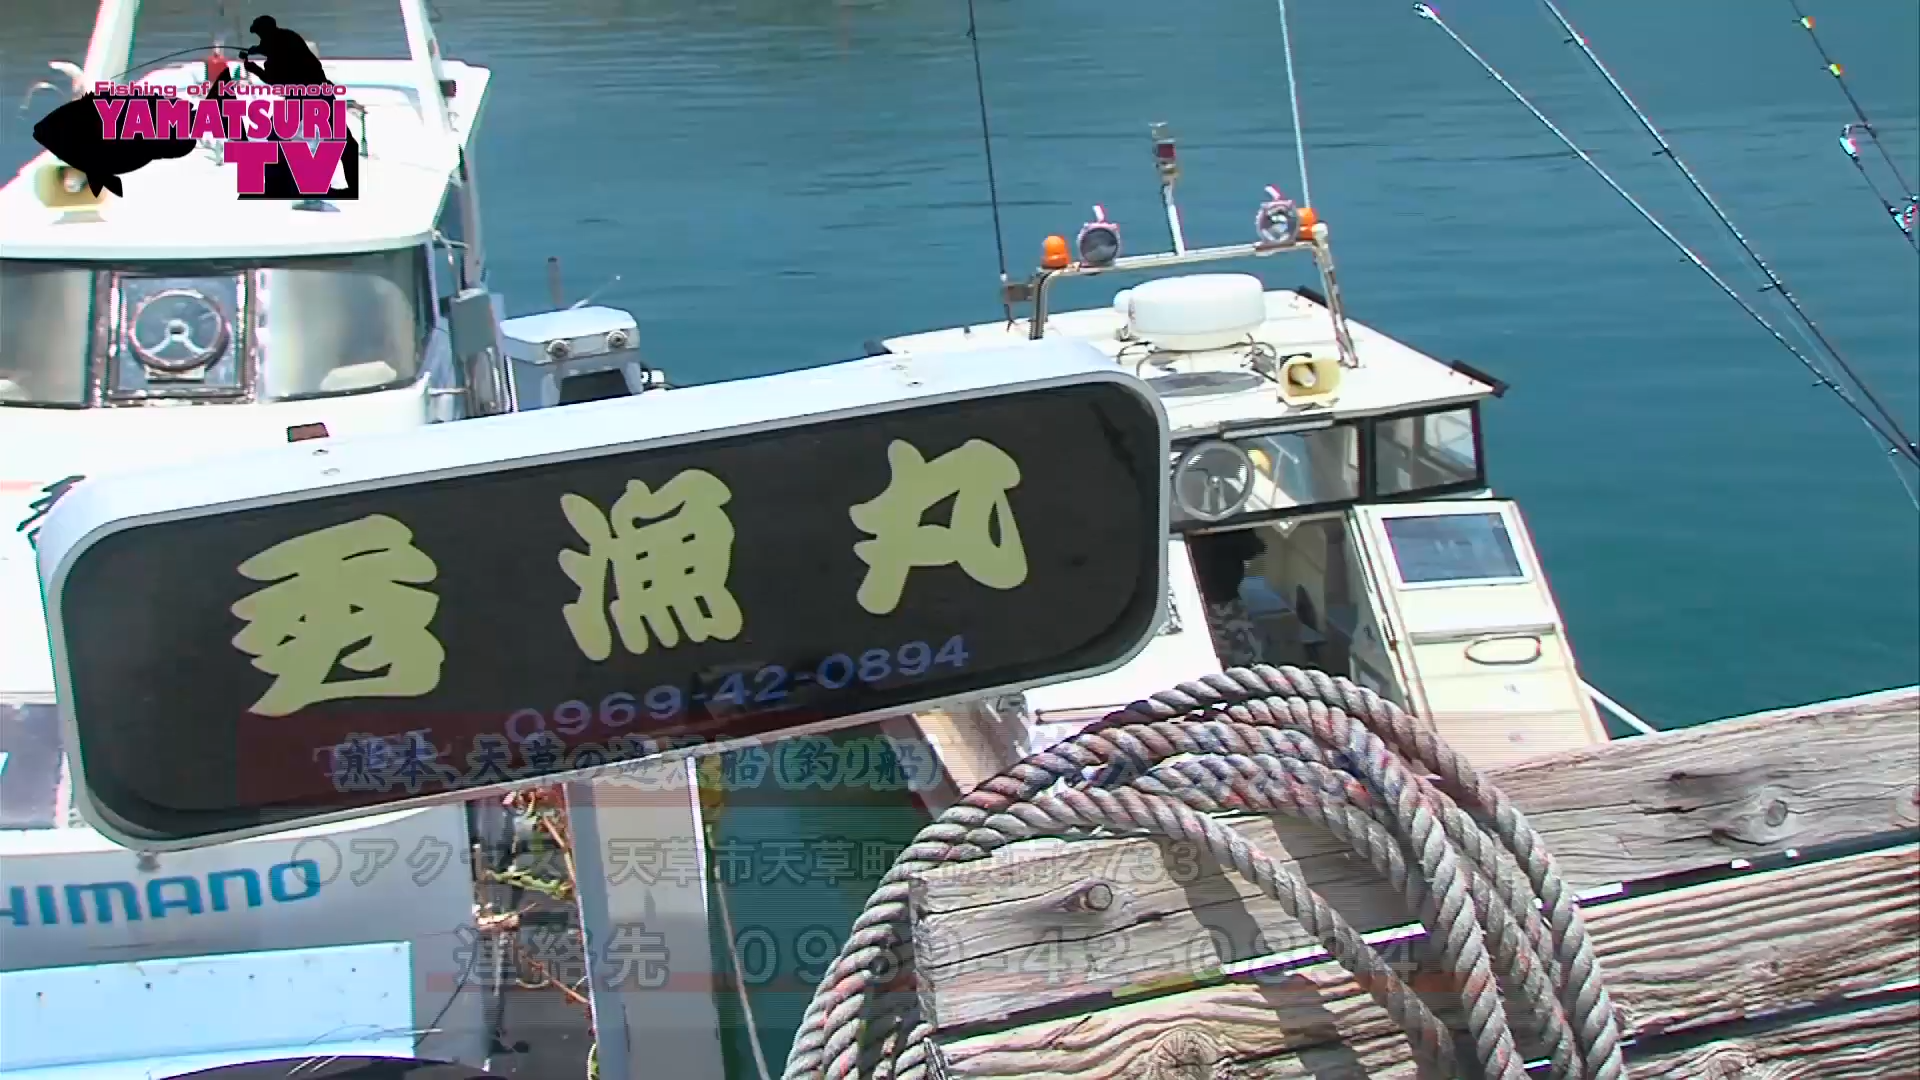 Fishing of Kumamoto
YAMATSURI
TV
秀漁丸
TEL 0969-42-0894
熊本、天草の遊漁船(釣り船)
○アクセス 天草市天草町
2733
連絡先 0969-42-0894
HIMANO